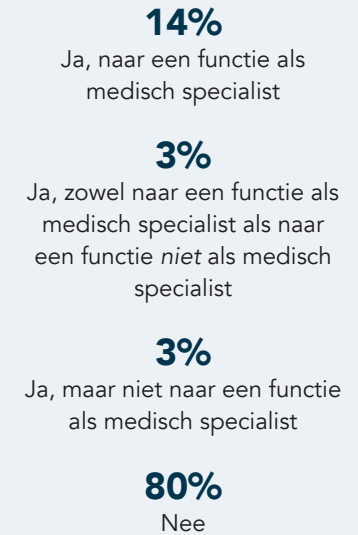 14%
Ja, naar een functie als
medisch specialist
3%
Ja, zowel naar een functie als
medisch specialist als naar
een functie niet als medisch
specialist
3%
Ja, maar niet naar een functie
als medisch specialist
80%
Nee